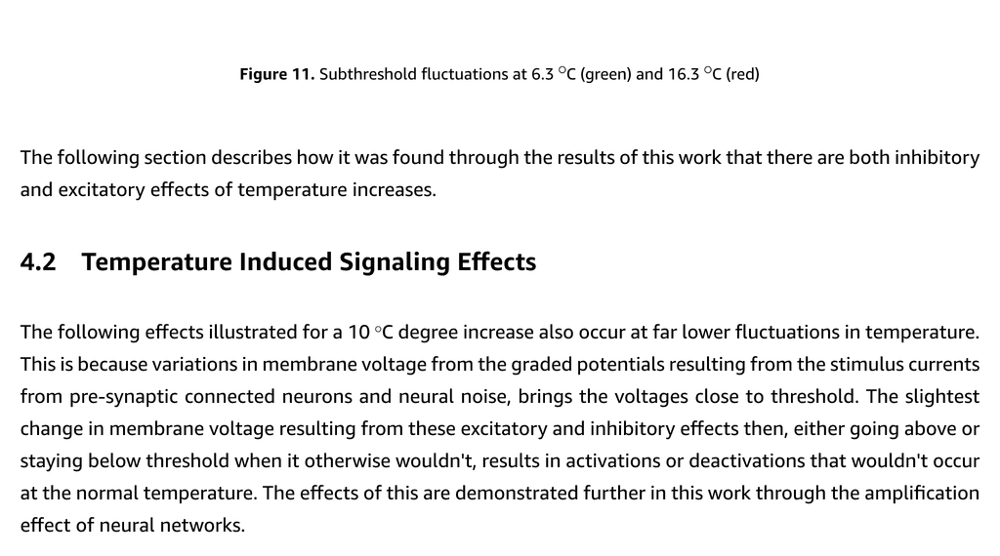 Figure 11. Subthreshold fluctuations at 6.3 °C (green) and 16.3 °C (red)
The following section describes how it was found through the results of this work that there are both inhibitory
and excitatory effects of temperature increases.
4.2 Temperature Induced Signaling Effects
The following effects illustrated for a 10 °C degree increase also occur at far lower fluctuations in temperature.
This is because variations in membrane voltage from the graded potentials resulting from the stimulus currents
from pre-synaptic connected neurons and neural noise, brings the voltages close to threshold. The slightest
change in membrane voltage resulting from these excitatory and inhibitory effects then, either going above or
staying below threshold when it otherwise wouldn't, results in activations or deactivations that wouldn't occur
at the normal temperature. The effects of this are demonstrated further in this work through the amplification
effect of neural networks.